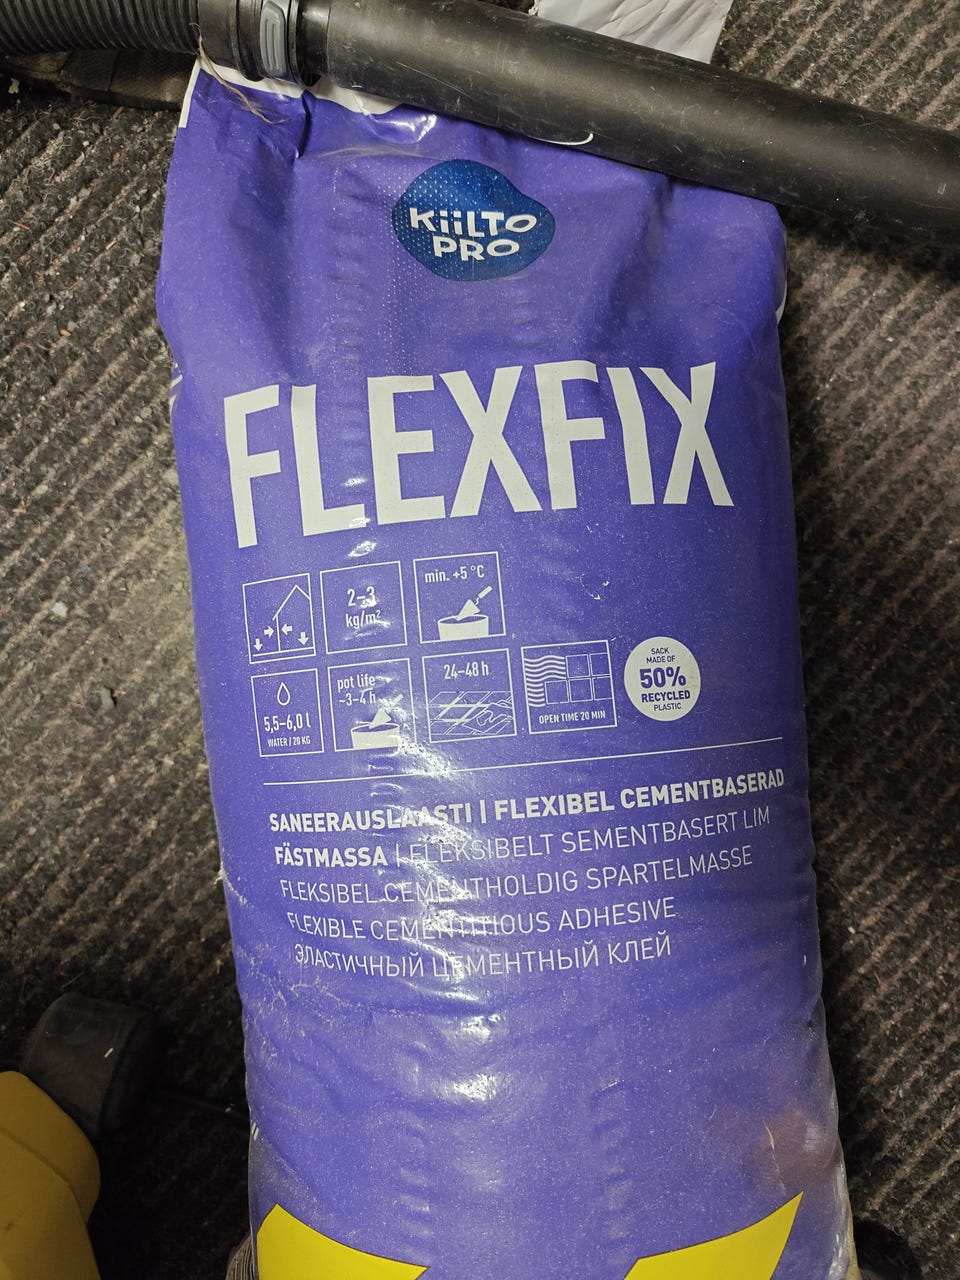 KiiLTO
PRO
FLEXFIX
2–3
kg/m²
min. +5 °C
5,5–6,0 l
WATER / 20 KG
pot life
~3–4 h
24–48 h
OPEN TIME 20 MIN
SACK
MADE OF
50%
RECYCLED
PLASTIC
SANEERAUSLAASTI | FLEXIBEL CEMENTBASERAD
FÄSTMASSA | FLEKSIBELT SEMENTBASERT LIM
FLEKSIBEL CEMENTHOLDIG SPARTELMASSE
FLEXIBLE CEMENTITIOUS ADHESIVE
ЭЛАСТИЧНЫЙ ЦЕМЕНТНЫЙ КЛЕЙ